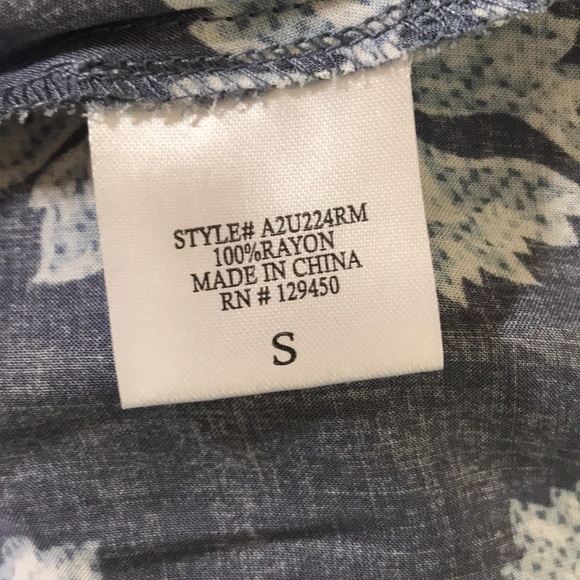 STYLE# A2U224RM
100%RAYON
MADE IN CHINA
RN # 129450
S